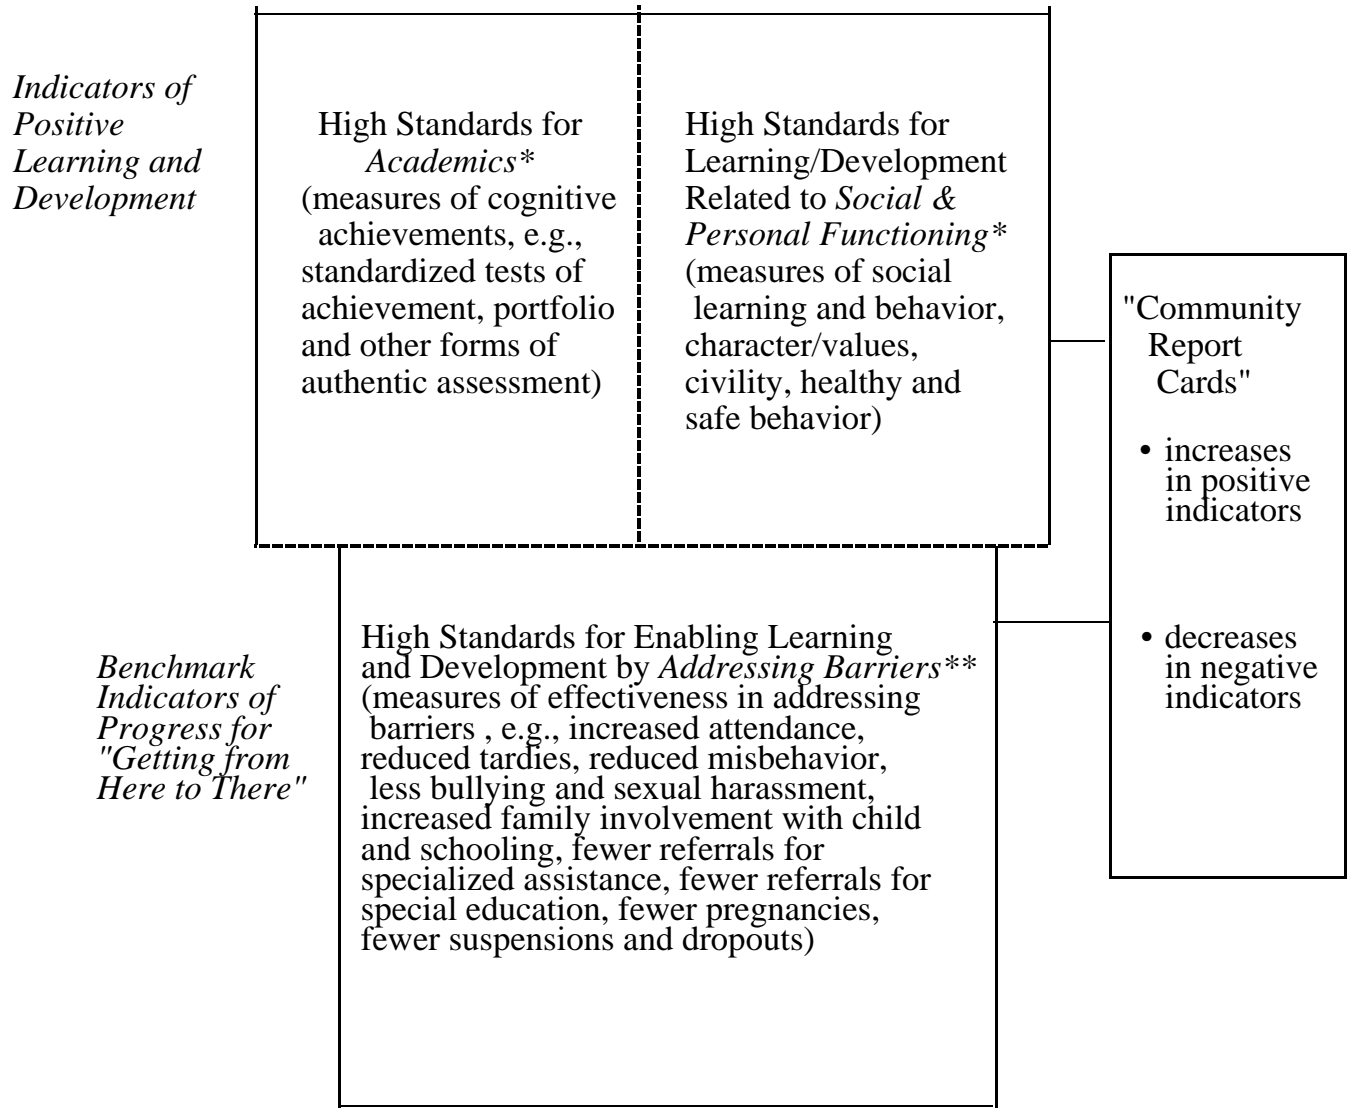 Indicators of
Positive
Learning and
Development
High Standards for
Academics*
(measures of cognitive
achievements, e.g.,
standardized tests of
achievement, portfolio
and other forms of
authentic assessment)
High Standards for
Learning/Development
Related to Social &
Personal Functioning*
(measures of social
learning and behavior,
character/values,
civility, healthy and
safe behavior)
"Community
Report
Cards"
• increases
in positive
indicators
• decreases
in negative
indicators
Benchmark
Indicators of
Progress for
"Getting from
Here to There"
High Standards for Enabling Learning
and Development by Addressing Barriers**
(measures of effectiveness in addressing
barriers , e.g., increased attendance,
reduced tardies, reduced misbehavior,
less bullying and sexual harassment,
increased family involvement with child
and schooling, fewer referrals for
specialized assistance, fewer referrals for
special education, fewer pregnancies,
fewer suspensions and dropouts)